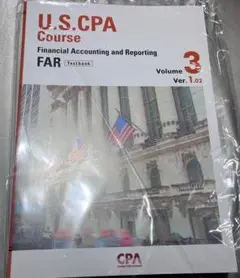 U.S.CPA
Course
Financial Accounting and Reporting
FAR Textbook
Volume 3
Ver.1.02
CPA